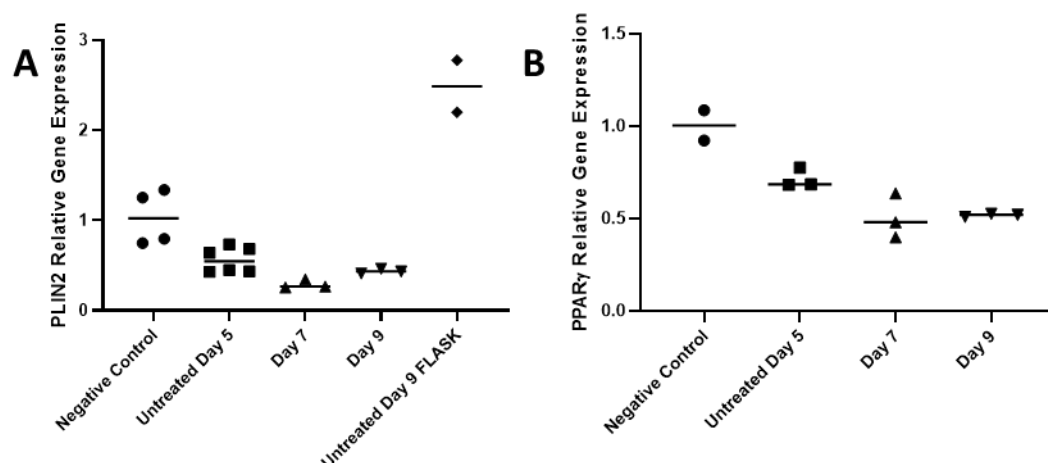 A
PLIN2 Relative Gene Expression
3
2
1
0
Negative Control
Untreated Day 5
Day 7
Day 9
Untreated Day 9 FLASK
B
PPARγ Relative Gene Expression
1.5
1.0
0.5
0.0
Negative Control
Untreated Day 5
Day 7
Day 9